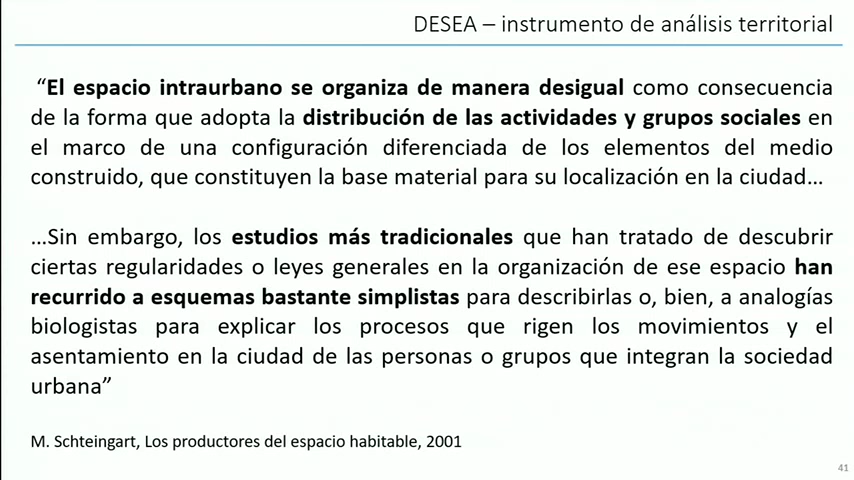 DESEA – instrumento de análisis territorial
“El espacio intraurbano se organiza de manera desigual como consecuencia
de la forma que adopta la distribución de las actividades y grupos sociales en
el marco de una configuración diferenciada de los elementos del medio
construido, que constituyen la base material para su localización en la ciudad…
…Sin embargo, los estudios más tradicionales que han tratado de descubrir
ciertas regularidades o leyes generales en la organización de ese espacio han
recurrido a esquemas bastante simplistas para describirlas o, bien, a analogías
biologistas para explicar los procesos que rigen los movimientos y el
asentamiento en la ciudad de las personas o grupos que integran la sociedad
urbana”
M. Schteingart, Los productores del espacio habitable, 2001
41